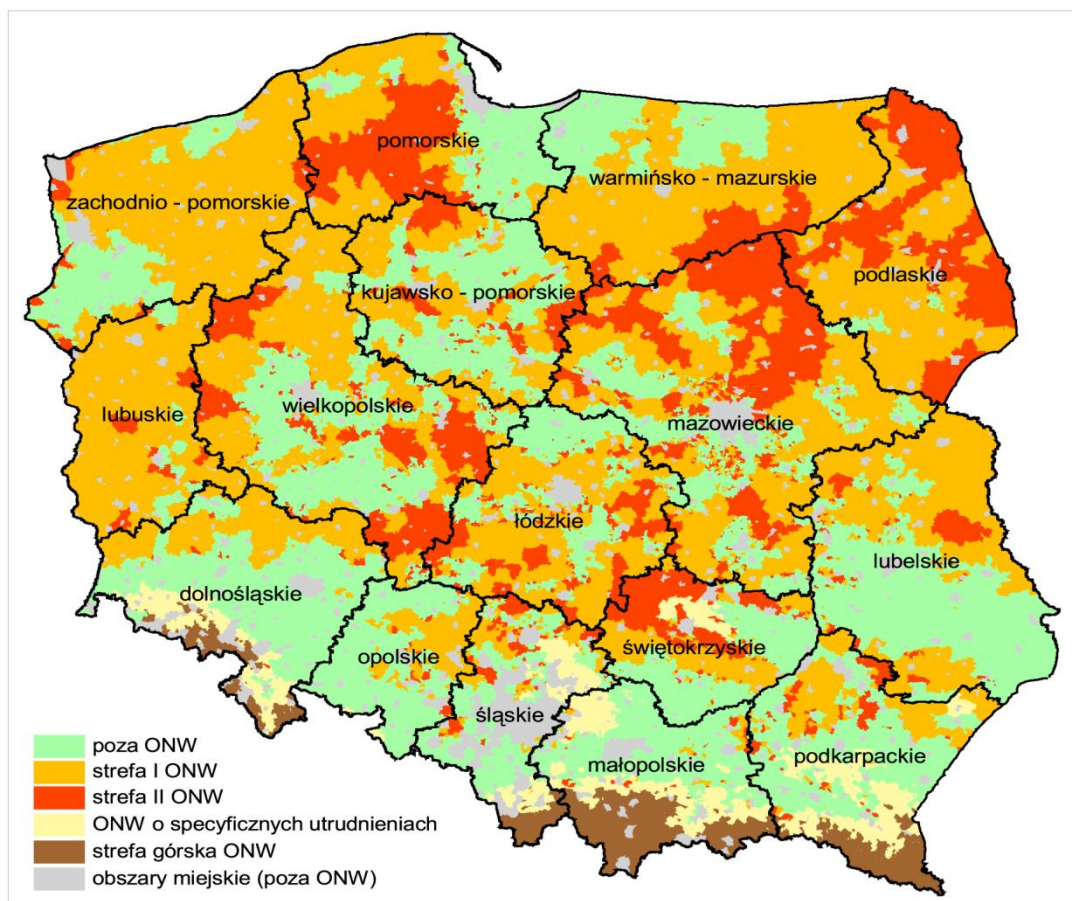 pomorskie
warmińsko - mazurskie
zachodnio - pomorskie
podlaskie
kujawsko - pomorskie
lubuskie
wielkopolskie
mazowieckie
łódzkie
lubelskie
dolnośląskie
świętokrzyskie
opolskie
śląskie
podkarpackie
małopolskie
poza ONW
strefa I ONW
strefa II ONW
ONW o specyficznych utrudnieniach
strefa górska ONW
obszary miejskie (poza ONW)